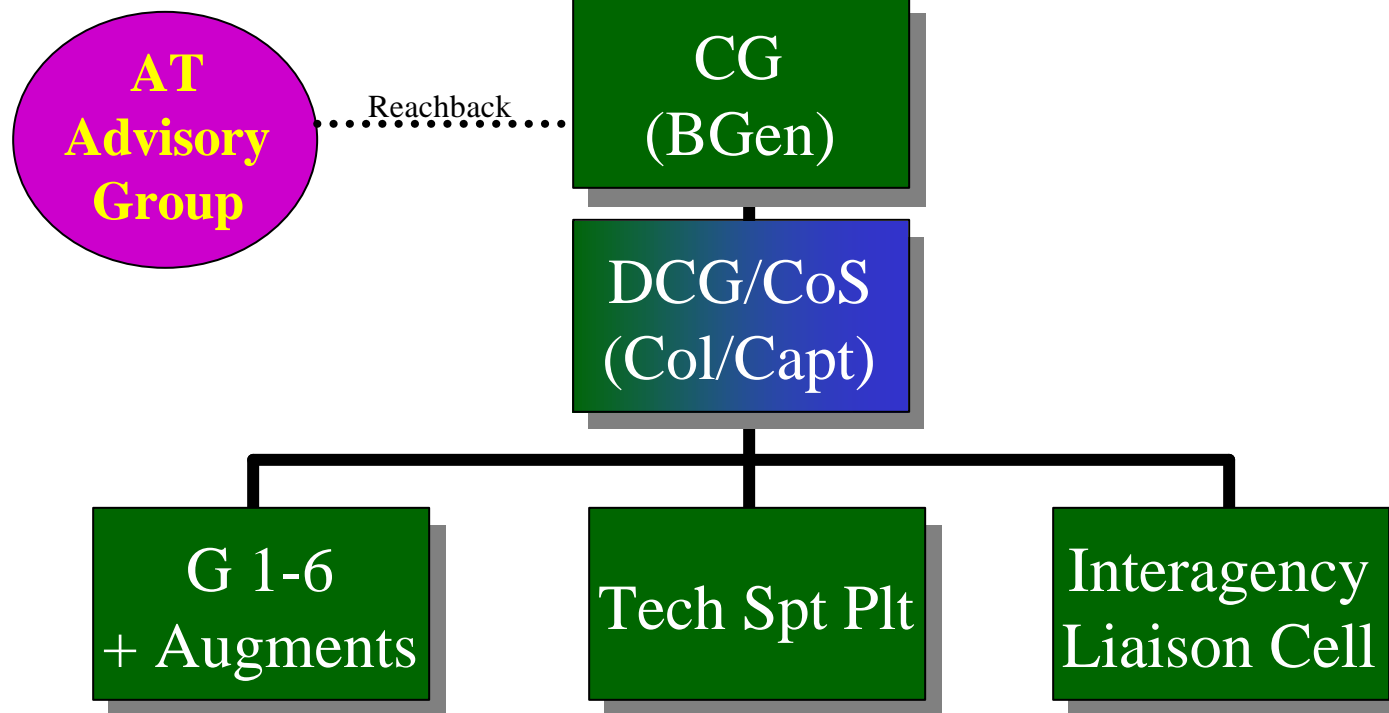 AT
Advisory
Group
Reachback
CG
(BGen)
DCG/CoS
(Col/Capt)
G 1-6
+ Augments
Tech Spt Plt
Interagency
Liaison Cell